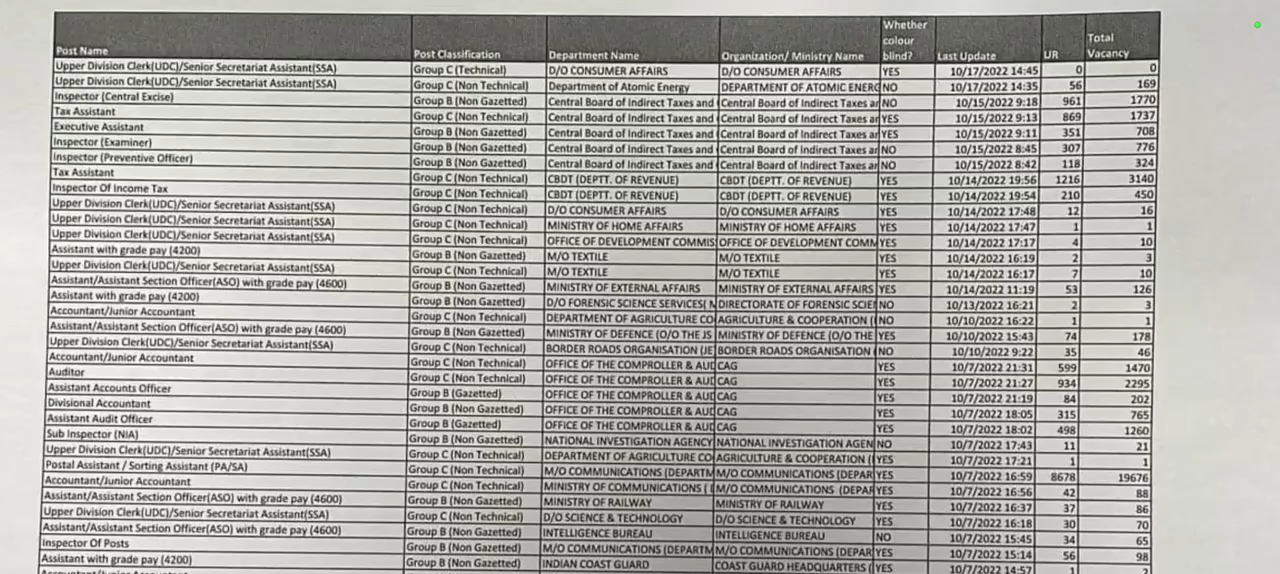 Post Name Post Classification Department Name Organization/ Ministry Name Whether colour blind? Last Update UR Total Vacancy
Upper Division Clerk(UDC)/Senior Secretariat Assistant(SSA) Group C (Technical) D/O CONSUMER AFFAIRS D/O CONSUMER AFFAIRS YES 10/17/2022 14:45 0 0
Upper Division Clerk(UDC)/Senior Secretariat Assistant(SSA) Group C (Non Technical) Department of Atomic Energy DEPARTMENT OF ATOMIC ENERG NO 10/17/2022 14:35 56 169
Inspector (Central Excise) Group B (Non Gazetted) Central Board of Indirect Taxes and Central Board of Indirect Taxes ar NO 10/15/2022 9:18 961 1770
Tax Assistant Group C (Non Technical) Central Board of Indirect Taxes and Central Board of Indirect Taxes ar YES 10/15/2022 9:13 869 1737
Executive Assistant Group B (Non Gazetted) Central Board of Indirect Taxes and Central Board of Indirect Taxes ar YES 10/15/2022 9:11 351 708
Inspector (Examiner) Group B (Non Gazetted) Central Board of Indirect Taxes and Central Board of Indirect Taxes ar NO 10/15/2022 8:45 307 776
Inspector (Preventive Officer) Group B (Non Gazetted) Central Board of Indirect Taxes and Central Board of Indirect Taxes ar NO 10/15/2022 8:42 118 324
Tax Assistant Group C (Non Technical) CBDT (DEPTT. OF REVENUE) CBDT (DEPTT. OF REVENUE) YES 10/14/2022 19:56 1216 3140
Inspector Of Income Tax Group C (Non Technical) CBDT (DEPTT. OF REVENUE) CBDT (DEPTT. OF REVENUE) YES 10/14/2022 19:54 210 450
Upper Division Clerk(UDC)/Senior Secretariat Assistant(SSA) Group C (Non Technical) D/O CONSUMER AFFAIRS D/O CONSUMER AFFAIRS YES 10/14/2022 17:48 12 16
Upper Division Clerk(UDC)/Senior Secretariat Assistant(SSA) Group C (Non Technical) MINISTRY OF HOME AFFAIRS MINISTRY OF HOME AFFAIRS YES 10/14/2022 17:47 1 1
Upper Division Clerk(UDC)/Senior Secretariat Assistant(SSA) Group C (Non Technical) OFFICE OF DEVELOPMENT COMMIS OFFICE OF DEVELOPMENT COMM YES 10/14/2022 17:17 4 10
Assistant with grade pay (4200) Group B (Non Gazetted) M/O TEXTILE M/O TEXTILE YES 10/14/2022 16:19 2 3
Upper Division Clerk(UDC)/Senior Secretariat Assistant(SSA) Group C (Non Technical) M/O TEXTILE M/O TEXTILE YES 10/14/2022 16:17 7 10
Assistant/Assistant Section Officer(ASO) with grade pay (4600) Group B (Non Gazetted) MINISTRY OF EXTERNAL AFFAIRS MINISTRY OF EXTERNAL AFFAIRS YES 10/14/2022 11:19 53 126
Assistant with grade pay (4200) Group B (Non Gazetted) D/O FORENSIC SCIENCE SERVICES( N DIRECTORATE OF FORENSIC SCIE NO 10/13/2022 16:21 2 3
Accountant/Junior Accountant Group C (Non Technical) DEPARTMENT OF AGRICULTURE CO AGRICULTURE & COOPERATION ( NO 10/10/2022 16:22 1 1
Assistant/Assistant Section Officer(ASO) with grade pay (4600) Group B (Non Gazetted) MINISTRY OF DEFENCE (O/O THE JS MINISTRY OF DEFENCE (O/O THE YES 10/10/2022 15:43 74 178
Upper Division Clerk(UDC)/Senior Secretariat Assistant(SSA) Group C (Non Technical) BORDER ROADS ORGANISATION (JE BORDER ROADS ORGANISATION NO 10/10/2022 9:22 35 46
Accountant/Junior Accountant Group C (Non Technical) OFFICE OF THE COMPROLLER & AUD CAG YES 10/7/2022 21:31 599 1470
Auditor Group C (Non Technical) OFFICE OF THE COMPROLLER & AUD CAG YES 10/7/2022 21:27 934 2295
Assistant Accounts Officer Group B (Gazetted) OFFICE OF THE COMPROLLER & AUD CAG YES 10/7/2022 21:19 84 202
Divisional Accountant Group B (Non Gazetted) OFFICE OF THE COMPROLLER & AUD CAG YES 10/7/2022 18:05 315 765
Assistant Audit Officer Group B (Gazetted) OFFICE OF THE COMPROLLER & AUD CAG YES 10/7/2022 18:02 498 1260
Sub Inspector (NIA) Group B (Non Gazetted) NATIONAL INVESTIGATION AGENCY NATIONAL INVESTIGATION AGEN NO 10/7/2022 17:43 11 21
Upper Division Clerk(UDC)/Senior Secretariat Assistant(SSA) Group C (Non Technical) DEPARTMENT OF AGRICULTURE CO AGRICULTURE & COOPERATION ( YES 10/7/2022 17:21 1 1
Postal Assistant / Sorting Assistant (PA/SA) Group C (Non Technical) M/O COMMUNICATIONS (DEPARTM M/O COMMUNICATIONS (DEPAR YES 10/7/2022 16:59 8678 19676
Accountant/Junior Accountant Group C (Non Technical) MINISTRY OF COMMUNICATIONS ( M/O COMMUNICATIONS (DEPAR YES 10/7/2022 16:56 42 88
Assistant/Assistant Section Officer(ASO) with grade pay (4600) Group B (Non Gazetted) MINISTRY OF RAILWAY MINISTRY OF RAILWAY YES 10/7/2022 16:37 37 86
Upper Division Clerk(UDC)/Senior Secretariat Assistant(SSA) Group C (Non Technical) D/O SCIENCE & TECHNOLOGY D/O SCIENCE & TECHNOLOGY YES 10/7/2022 16:18 30 70
Assistant/Assistant Section Officer(ASO) with grade pay (4600) Group B (Non Gazetted) INTELLIGENCE BUREAU INTELLIGENCE BUREAU NO 10/7/2022 15:45 34 65
Inspector Of Posts Group B (Non Gazetted) M/O COMMUNICATIONS (DEPARTM M/O COMMUNICATIONS (DEPAR YES 10/7/2022 15:14 56 98
Assistant with grade pay (4200) Group B (Non Gazetted) INDIAN COAST GUARD COAST GUARD HEADQUARTERS ( YES 10/7/2022 14:57 1